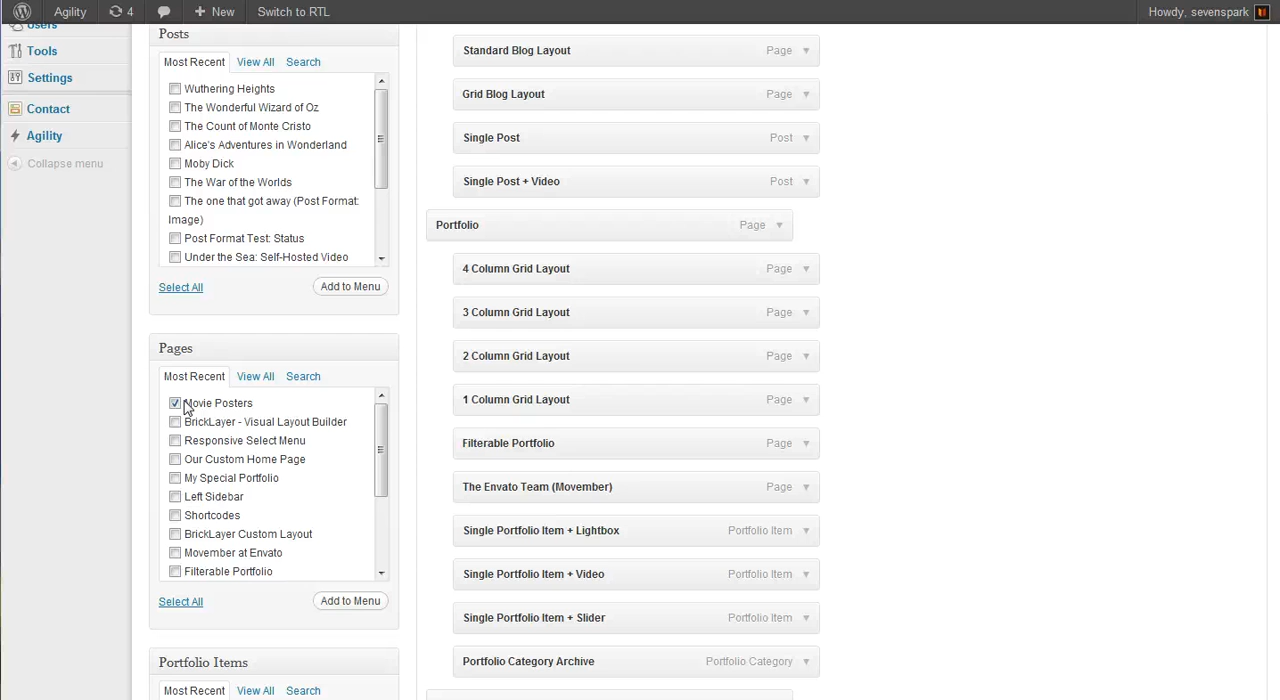 Agility 4 New Switch to RTL Howdy, sevenspark
Users
Tools
Settings
Contact
Agility
Collapse menu
Posts
Most Recent View All Search
Wuthering Heights
The Wonderful Wizard of Oz
The Count of Monte Cristo
Alice's Adventures in Wonderland
Moby Dick
The War of the Worlds
The one that got away (Post Format:
Image)
Post Format Test: Status
Under the Sea: Self-Hosted Video
Select All Add to Menu
Pages
Most Recent View All Search
Movie Posters
BrickLayer - Visual Layout Builder
Responsive Select Menu
Our Custom Home Page
My Special Portfolio
Left Sidebar
Shortcodes
BrickLayer Custom Layout
Movember at Envato
Filterable Portfolio
Select All Add to Menu
Portfolio Items
Most Recent View All Search
Standard Blog Layout Page
Grid Blog Layout Page
Single Post Post
Single Post + Video Post
Portfolio Page
4 Column Grid Layout Page
3 Column Grid Layout Page
2 Column Grid Layout Page
1 Column Grid Layout Page
Filterable Portfolio Page
The Envato Team (Movember) Page
Single Portfolio Item + Lightbox Portfolio Item
Single Portfolio Item + Video Portfolio Item
Single Portfolio Item + Slider Portfolio Item
Portfolio Category Archive Portfolio Category